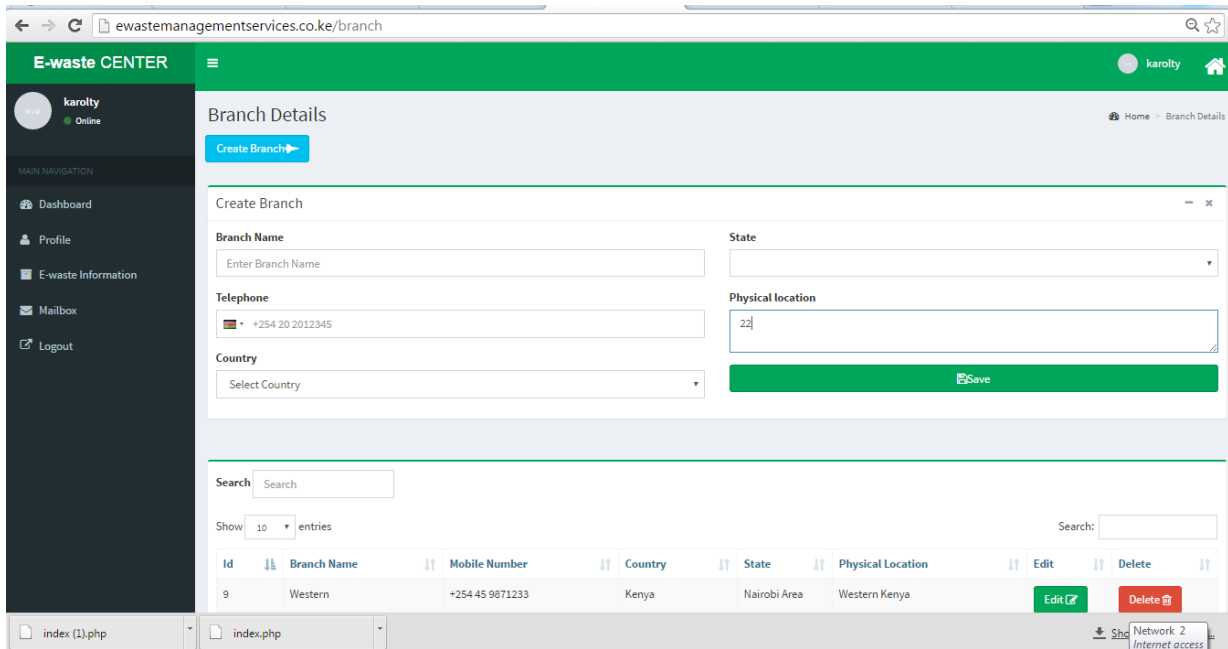 ewastemanagementservices.co.ke/branch
E-waste CENTER
karolty
karolty
Online
Branch Details
Home > Branch Details
Create Branch
MAIN NAVIGATION
Dashboard
Profile
E-waste Information
Mailbox
Logout
Create Branch
Branch Name
State
Enter Branch Name
Telephone
Physical location
+254 20 2012345
22
Country
Select Country
Save
Search Search
Show 10 entries
Search:
Id Branch Name Mobile Number Country State Physical Location Edit Delete
9 Western +254 45 9871233 Kenya Nairobi Area Western Kenya Edit Delete
index (1).php
index.php
Network 2
Internet access